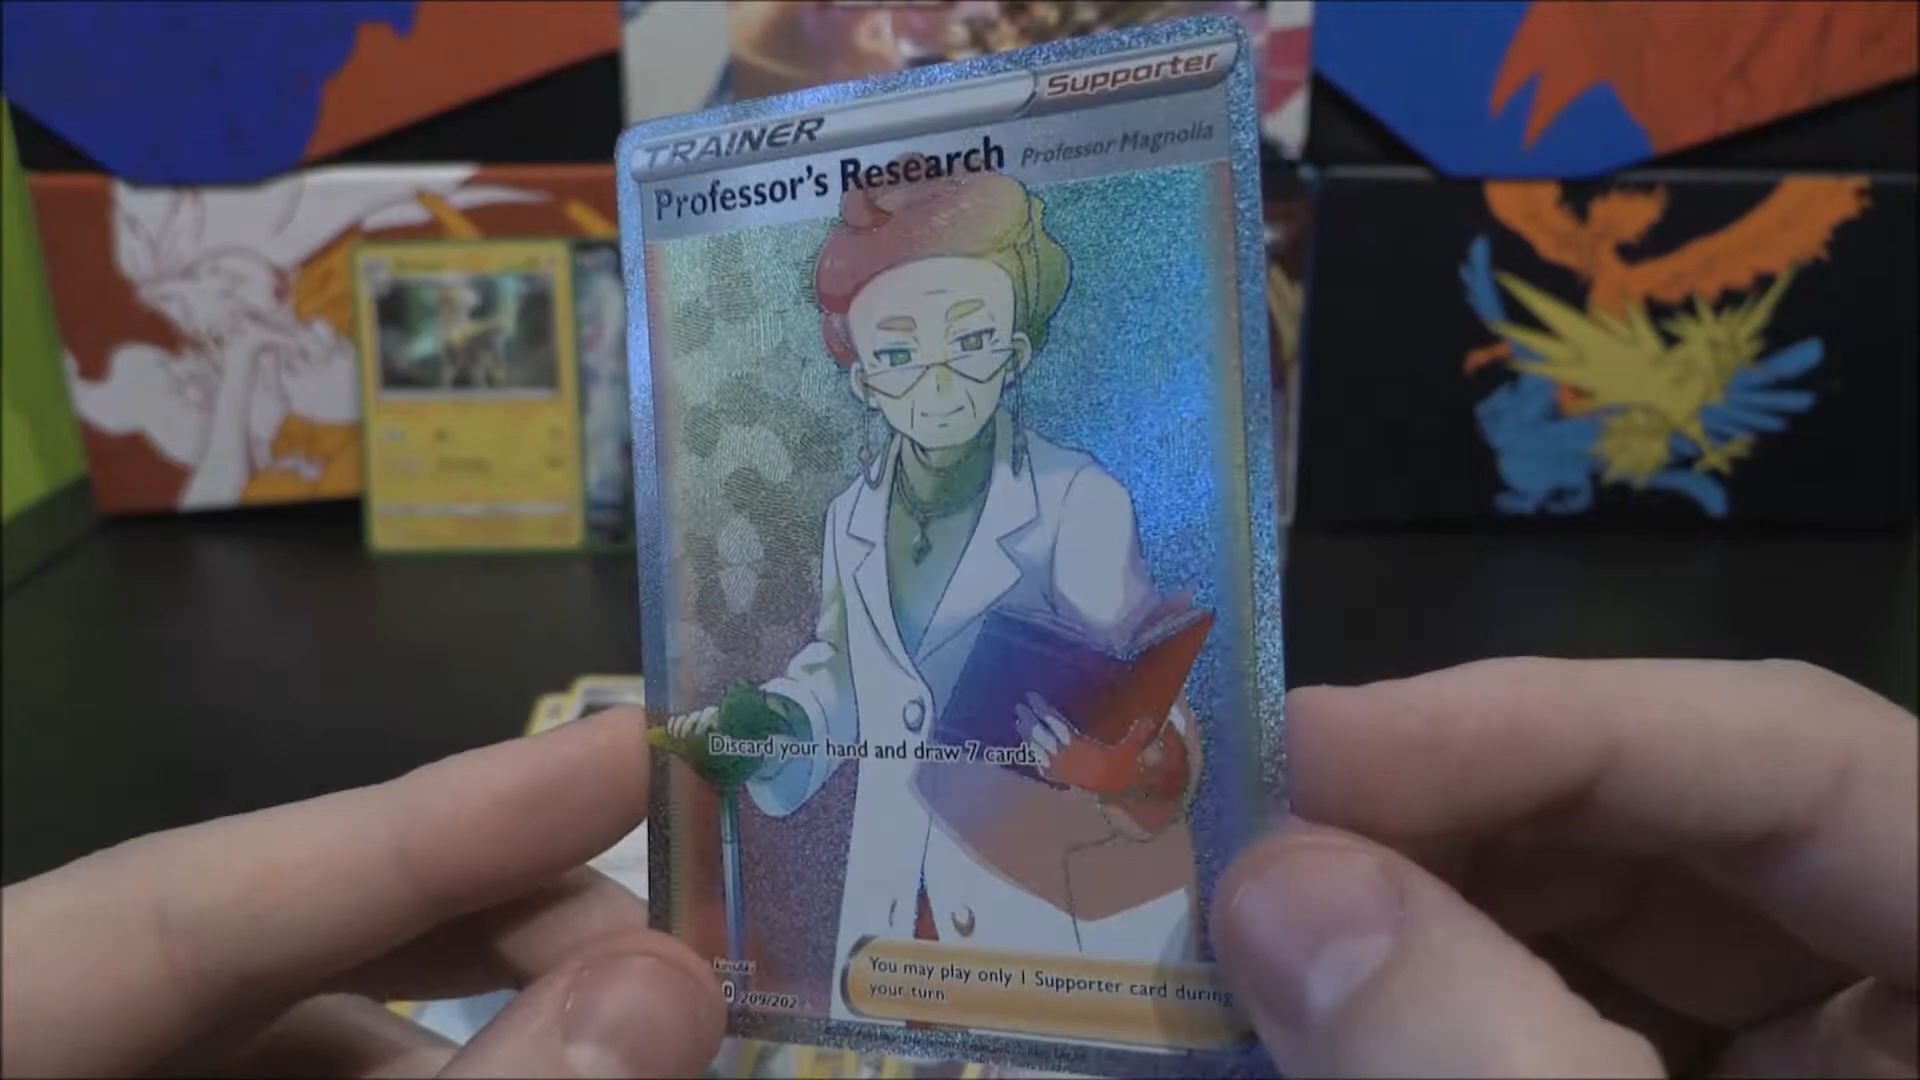 Supporter
TRAINER
Professor's Research Professor Magnolia
Discard your hand and draw 7 cards.
kirisAki
D 209/202
You may play only 1 Supporter card during
your turn.